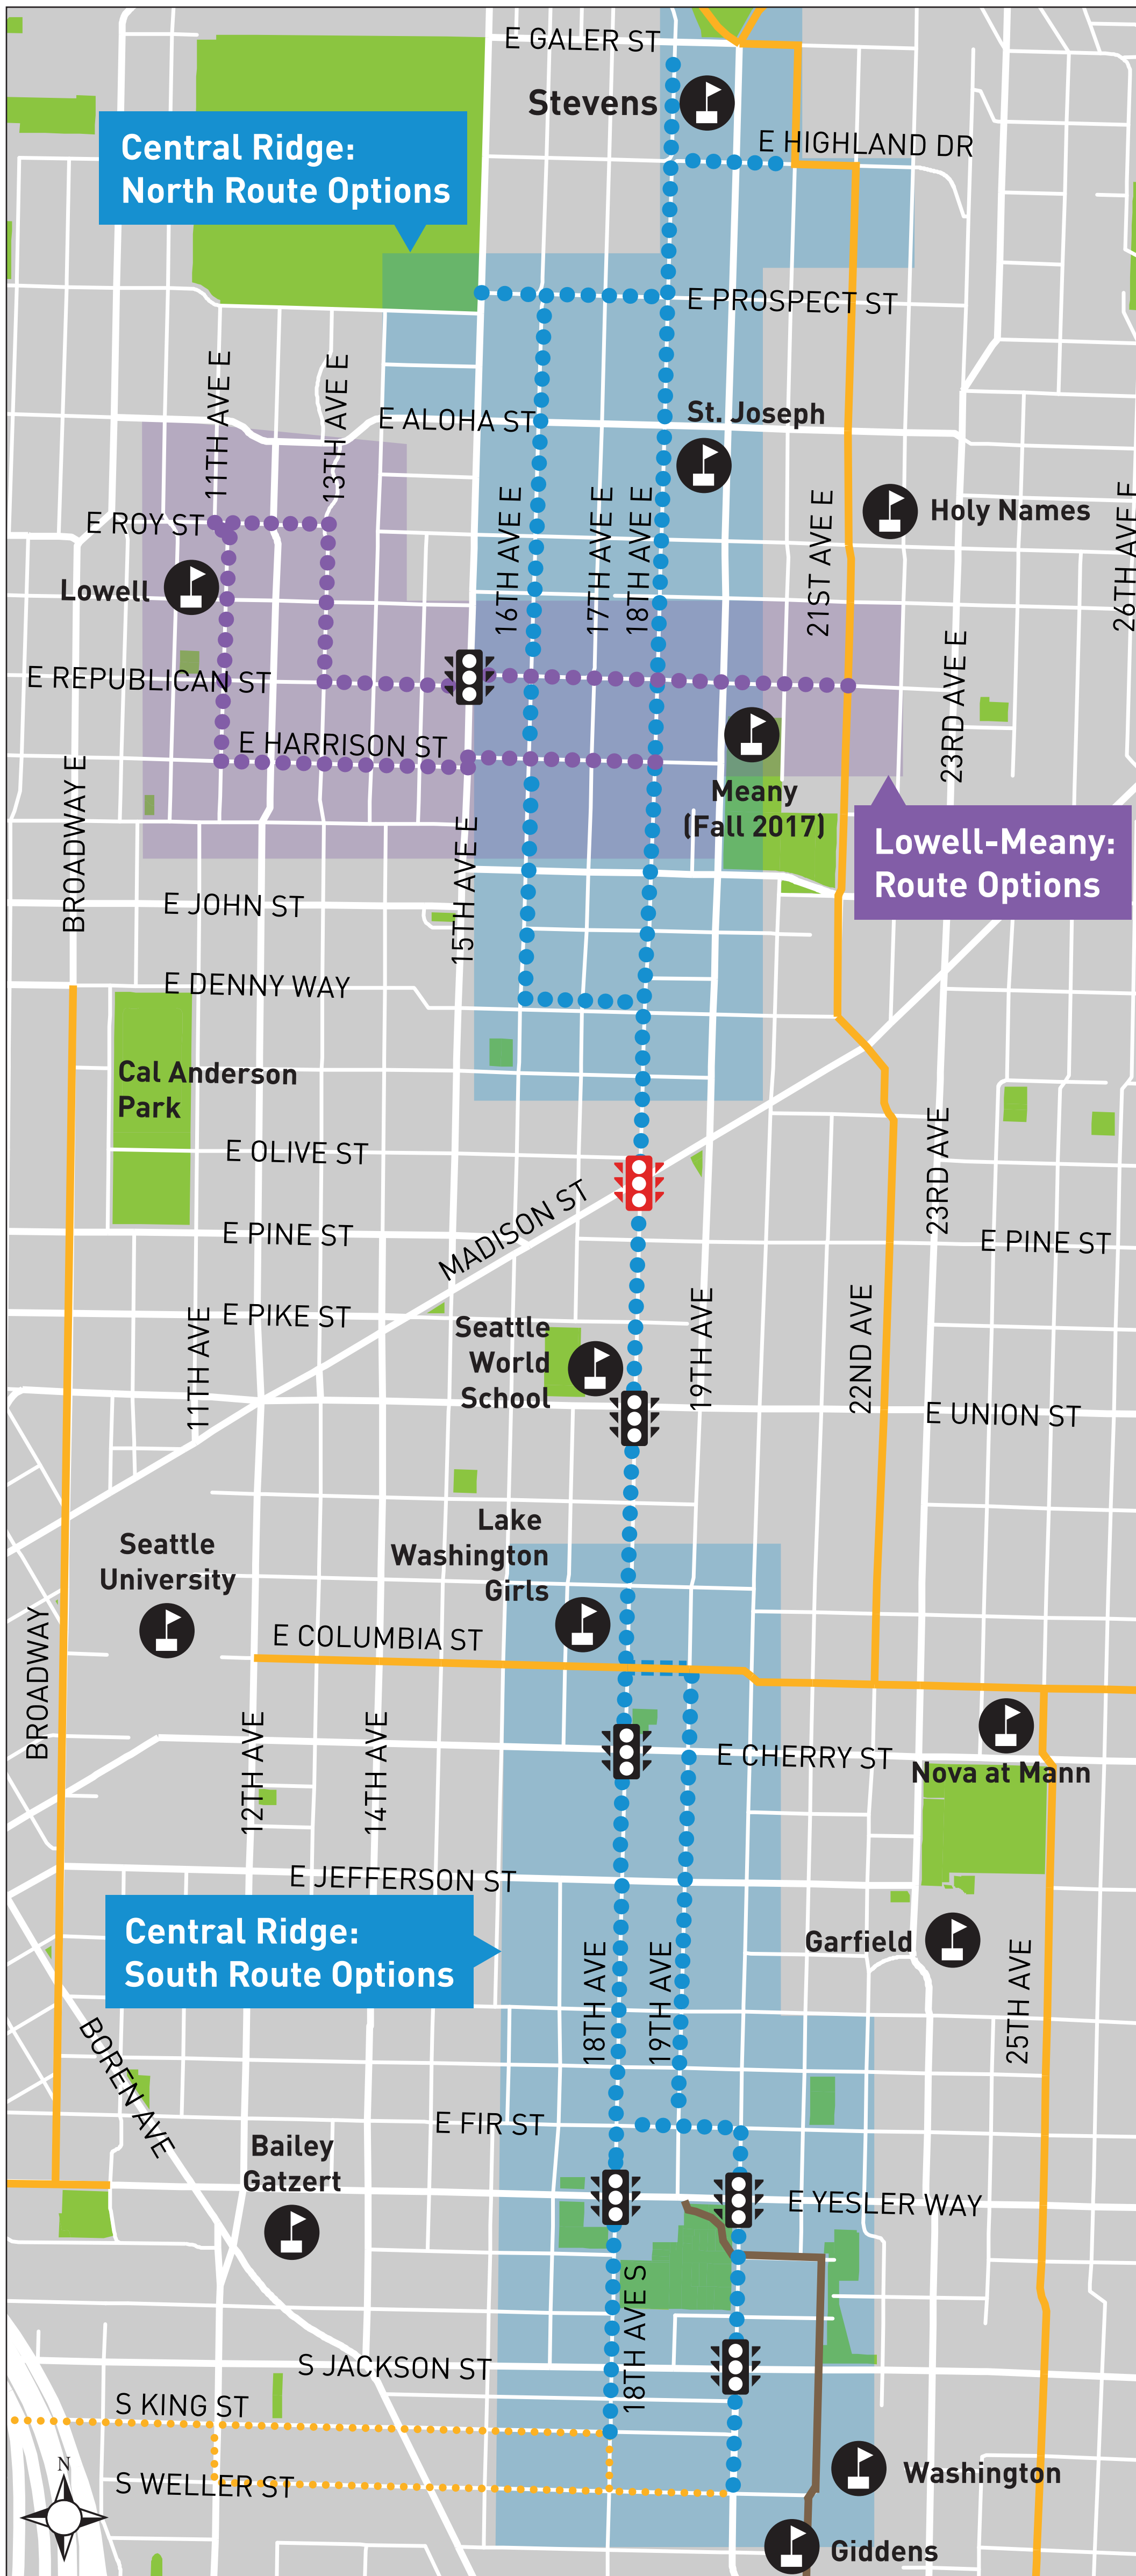 E GALER ST
Stevens
E HIGHLAND DR
Central Ridge:
North Route Options
E PROSPECT ST
11TH AVE E
13TH AVE E
E ALOHA ST
St. Joseph
16TH AVE E
17TH AVE E
18TH AVE E
21ST AVE E
Holy Names
26TH AVE E
E ROY ST
Lowell
E REPUBLICAN ST
23RD AVE E
E HARRISON ST
BROADWAY E
Meany
(Fall 2017)
15TH AVE E
Lowell-Meany:
Route Options
E JOHN ST
E DENNY WAY
Cal Anderson
Park
E OLIVE ST
23RD AVE
MADISON ST
E PINE ST
E PINE ST
E PIKE ST
11TH AVE
Seattle
World
School
19TH AVE
22ND AVE
E UNION ST
Lake
Washington
Girls
Seattle
University
E COLUMBIA ST
BROADWAY
12TH AVE
14TH AVE
E CHERRY ST
Nova at Mann
E JEFFERSON ST
Central Ridge:
South Route Options
Garfield
18TH AVE
19TH AVE
25TH AVE
BOREN AVE
E FIR ST
Bailey
Gatzert
E YESLER WAY
18TH AVE S
S JACKSON ST
S KING ST
N
S WELLER ST
Washington
Giddens